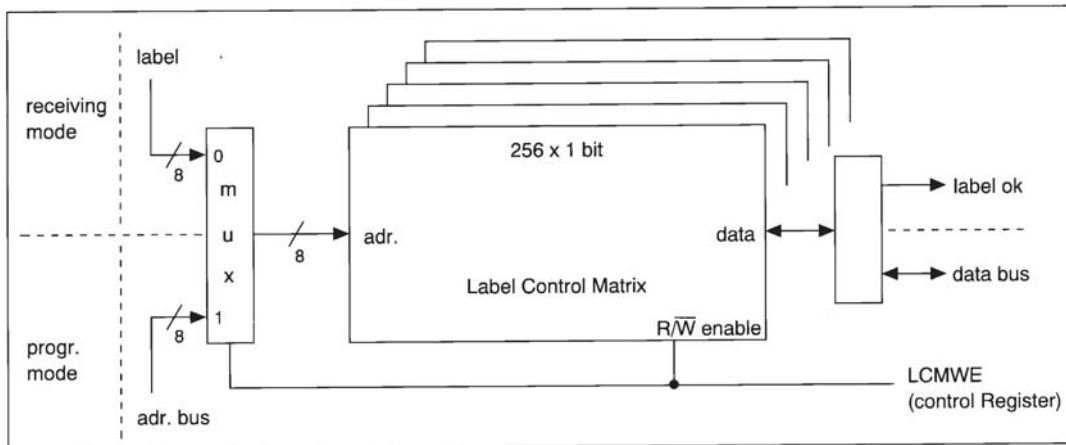 label
receiving
mode
8
0
m
u
x
1
8
256 x 1 bit
label ok
adr.
8
data
data bus
Label Control Matrix
R/W̅ enable
8
progr.
mode
adr. bus
LCMWE
(control Register)